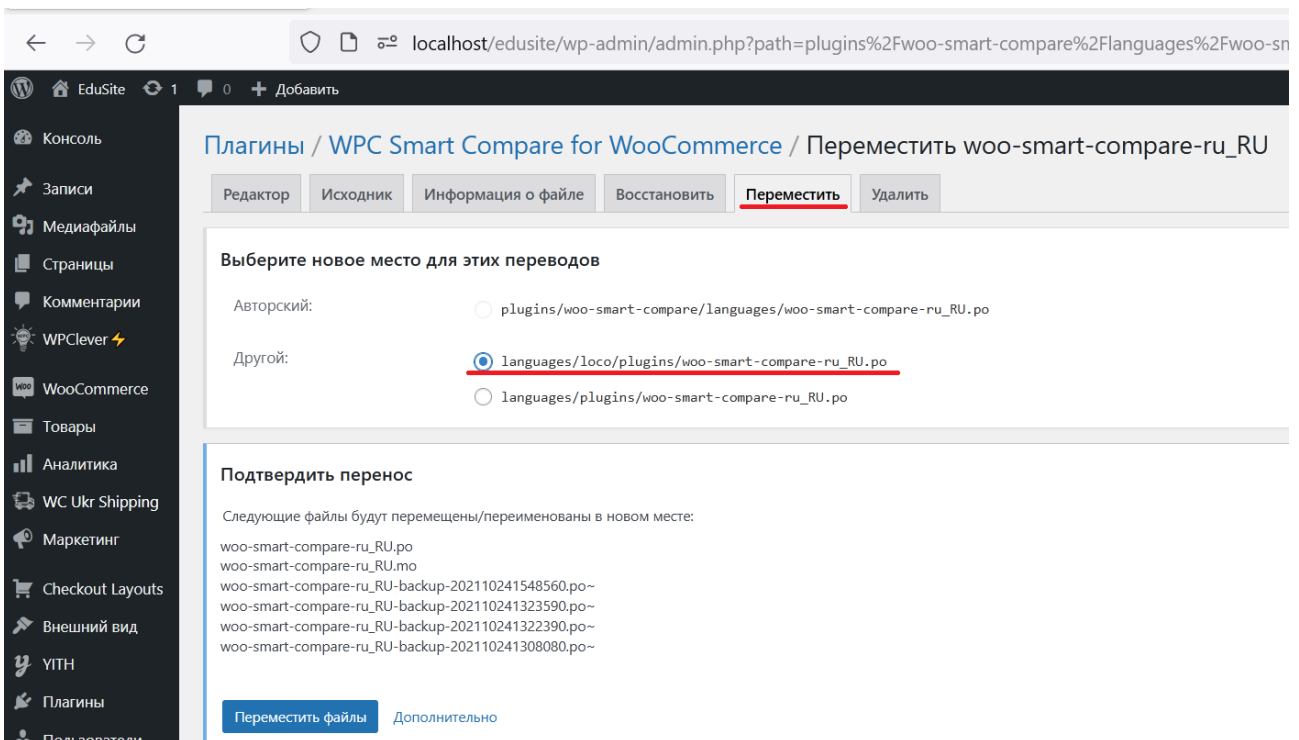 localhost/edusite/wp-admin/admin.php?path=plugins%2Fwoo-smart-compare%2Flanguages%2Fwoo-sm
EduSite 1 0 + Добавить
Консоль
Записи
Медиафайлы
Страницы
Комментарии
WPClever
WooCommerce
Товары
Аналитика
WC Ukr Shipping
Маркетинг
Checkout Layouts
Внешний вид
YITH
Плагины
Пользователи
Плагины / WPC Smart Compare for WooCommerce / Переместить woo-smart-compare-ru_RU
Редактор Исходник Информация о файле Восстановить Переместить Удалить
Выберите новое место для этих переводов
Авторский: plugins/woo-smart-compare/languages/woo-smart-compare-ru_RU.po
Другой: languages/loco/plugins/woo-smart-compare-ru_RU.po
languages/plugins/woo-smart-compare-ru_RU.po
Подтвердить перенос
Следующие файлы будут перемещены/переименованы в новом месте:
woo-smart-compare-ru_RU.po
woo-smart-compare-ru_RU.mo
woo-smart-compare-ru_RU-backup-202110241548560.po~
woo-smart-compare-ru_RU-backup-202110241323590.po~
woo-smart-compare-ru_RU-backup-202110241322390.po~
woo-smart-compare-ru_RU-backup-202110241308080.po~
Переместить файлы Дополнительно